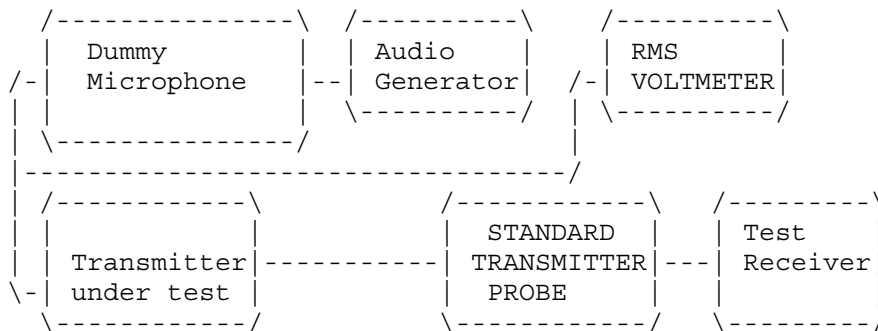 Dummy
Microphone
Audio
Generator
RMS
VOLTMETER
Transmitter
under test
STANDARD
TRANSMITTER
PROBE
Test
Receiver